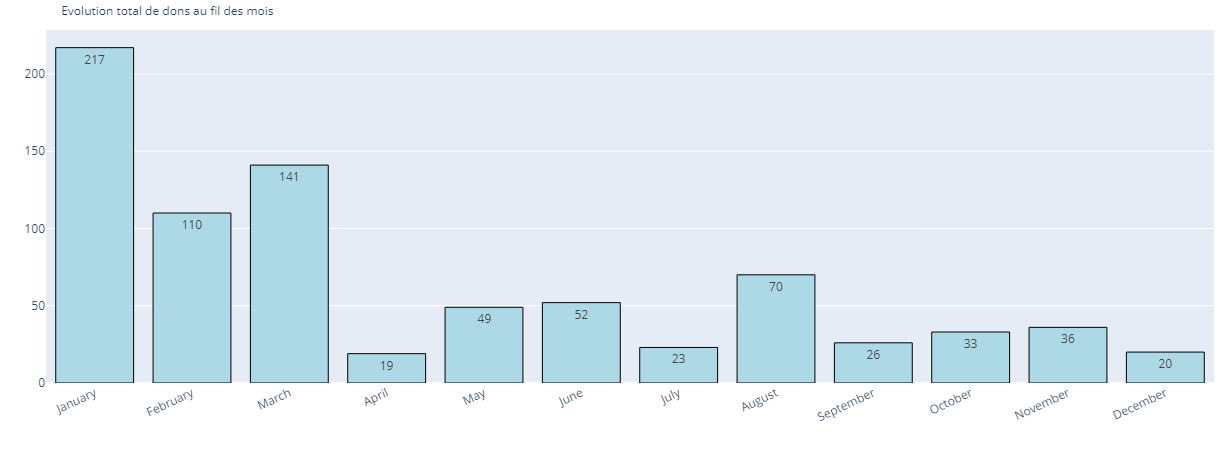 Evolution total de dons au fil des mois
200
150
100
50
0
217
110
141
19
49
52
23
70
26
33
36
20
January
February
March
April
May
June
July
August
September
October
November
December